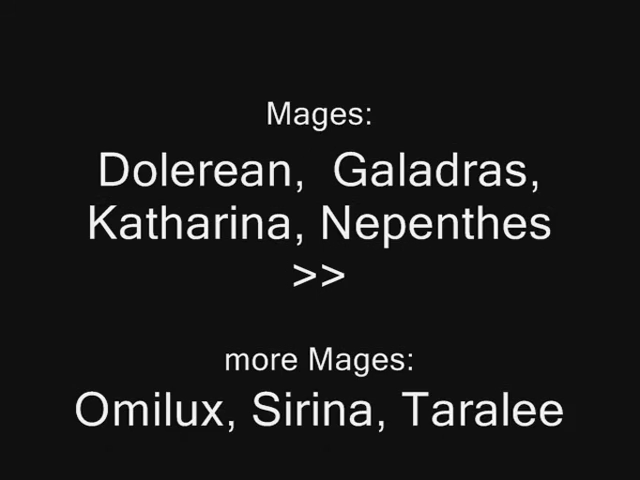 Mages:
Dolerean, Galadras,
Katharina, Nepenthes
>>
more Mages:
Omilux, Sirina, Taralee